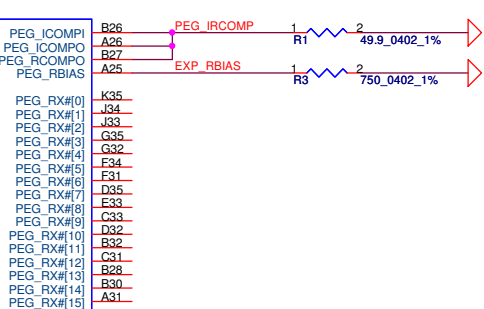 PEG_ICOMPI B26 PEG_IRCOMP 1 2
PEG_ICOMPO A26 R1 49.9_0402_1%
PEG_RCOMPO B27
PEG_RBIAS A25 EXP_RBIAS 1 2
R3 750_0402_1%
PEG_RX#[0] K35
PEG_RX#[1] J34
PEG_RX#[2] J33
PEG_RX#[3] G35
PEG_RX#[4] G32
PEG_RX#[5] F34
PEG_RX#[6] F31
PEG_RX#[7] D35
PEG_RX#[8] E33
PEG_RX#[9] C33
PEG_RX#[10] D32
PEG_RX#[11] B32
PEG_RX#[12] C31
PEG_RX#[13] B28
PEG_RX#[14] B30
PEG_RX#[15] A31